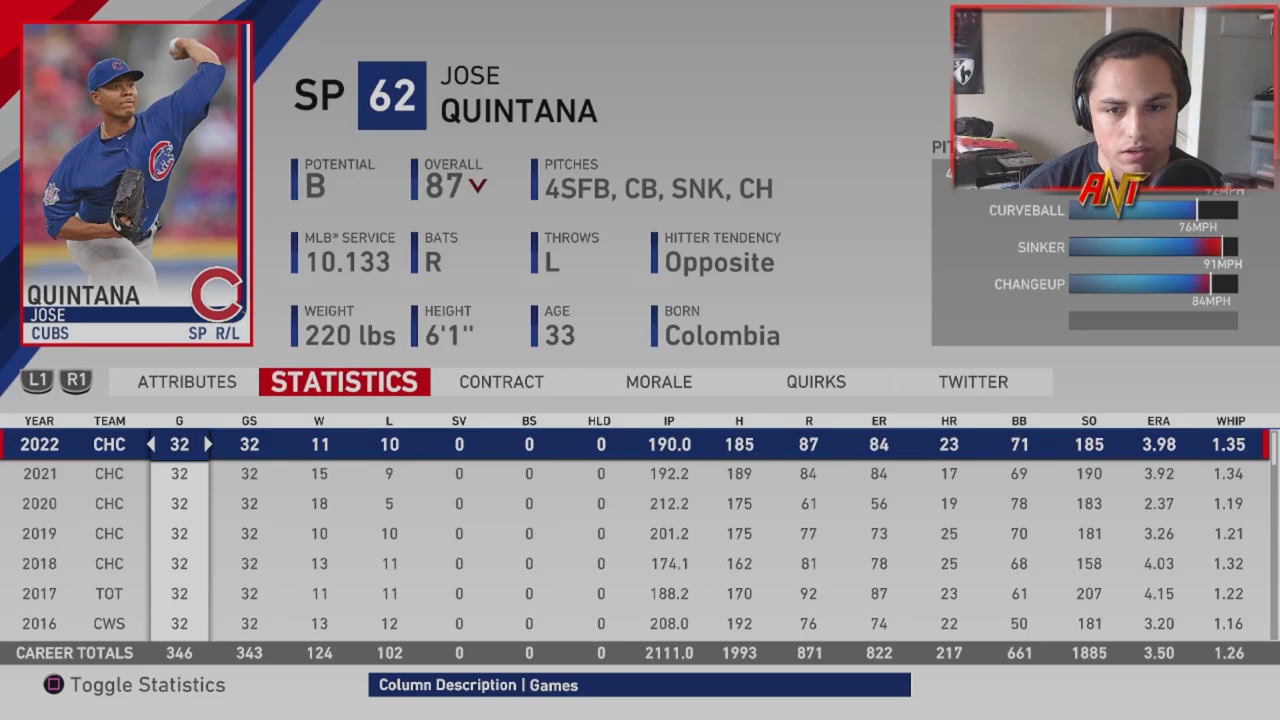 SP 62 JOSE QUINTANA
POTENTIAL B
OVERALL 87
PITCHES 4SFB, CB, SNK, CH
MLB® SERVICE 10.133
BATS R
THROWS L
HITTER TENDENCY Opposite
WEIGHT 220 lbs
HEIGHT 6'1"
AGE 33
BORN Colombia
QUINTANA
JOSE
CUBS SP R/L
ANT
CURVEBALL 76MPH
SINKER 91MPH
CHANGEUP 84MPH
L1 R1 ATTRIBUTES STATISTICS CONTRACT MORALE QUIRKS TWITTER
YEAR TEAM G GS W L SV BS HLD IP H R ER HR BB SO ERA WHIP
2022 CHC 32 32 11 10 0 0 0 190.0 185 87 84 23 71 185 3.98 1.35
2021 CHC 32 32 15 9 0 0 0 192.2 189 84 84 17 69 190 3.92 1.34
2020 CHC 32 32 18 5 0 0 0 212.2 175 61 56 19 78 183 2.37 1.19
2019 CHC 32 32 10 10 0 0 0 201.2 175 77 73 25 70 181 3.26 1.21
2018 CHC 32 32 13 11 0 0 0 174.1 162 81 78 25 68 158 4.03 1.32
2017 TOT 32 32 11 11 0 0 0 188.2 170 92 87 23 61 207 4.15 1.22
2016 CWS 32 32 13 12 0 0 0 208.0 192 76 74 22 50 181 3.20 1.16
CAREER TOTALS 346 343 124 102 0 0 0 2111.0 1993 871 822 217 661 1885 3.50 1.26
Toggle Statistics
Column Description | Games